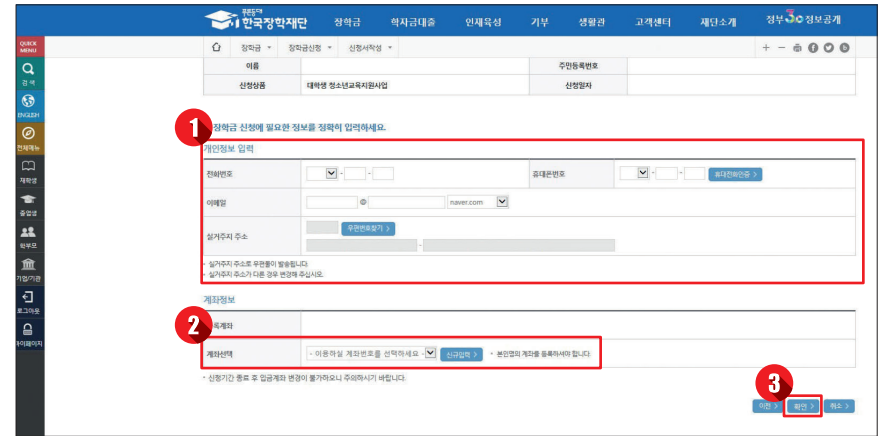 푸른등대
한국장학재단 장학금 학자금대출 인재육성 기부 생활관 고객센터 재단소개 정부3.0 정보공개
QUICK MENU
장학금 장학금신청 신청서작성
이름 주민등록번호
신청상품 대학생 청소년교육지원사업 신청일자
검색
ENGLISH
전체메뉴
재학생
졸업생
학부모
기업/기관
로그아웃
마이페이지
1
장학금 신청에 필요한 정보를 정확히 입력하세요.
개인정보 입력
전화번호 - - 휴대폰번호 - - 휴대전화인증 >
이메일 @ naver.com
실거주지 주소 우편번호찾기 >
-
- 실거주지 주소로 우편물이 발송됩니다.
- 실거주지 주소가 다른 경우 변경해 주십시오.
계좌정보
2
록계좌
계좌선택 - 이용하실 계좌번호를 선택하세요 - 신규입력 > * 본인명의 계좌를 등록하셔야 합니다.
* 신청기간 종료 후 입금계좌 변경이 불가하오니 주의하시기 바랍니다.
3
이전 > 확인 > 취소 >